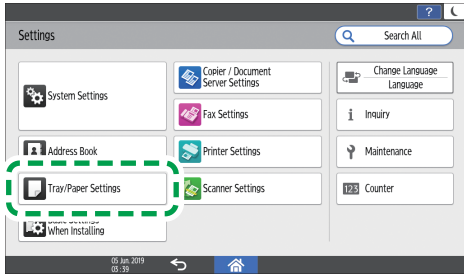 ?
Settings
Search All
System Settings
Copier / Document
Server Settings
Change Language
Language
Fax Settings
i Inquiry
Address Book
Printer Settings
Maintenance
Tray/Paper Settings
Scanner Settings
123 Counter
When Installing
05 Jun. 2019
03 : 39